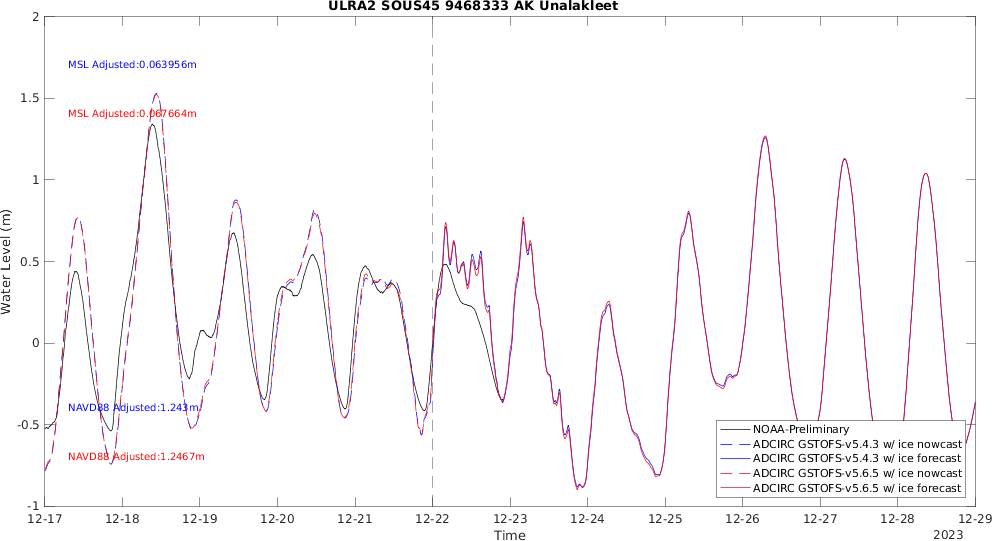 ULRA2 SOUS45 9468333 AK Unalakleet
2
1.5
1
0.5
0
-0.5
-1
Water Level (m)
MSL Adjusted:0.063956m
MSL Adjusted:0.067664m
NAVD88 Adjusted:1.243m
NAVD88 Adjusted:1.2467m
NOAA-Preliminary
ADCIRC GSTOFS-v5.4.3 w/ ice nowcast
ADCIRC GSTOFS-v5.4.3 w/ ice forecast
ADCIRC GSTOFS-v5.6.5 w/ ice nowcast
ADCIRC GSTOFS-v5.6.5 w/ ice forecast
12-17 12-18 12-19 12-20 12-21 12-22 12-23 12-24 12-25 12-26 12-27 12-28 12-29
Time
2023